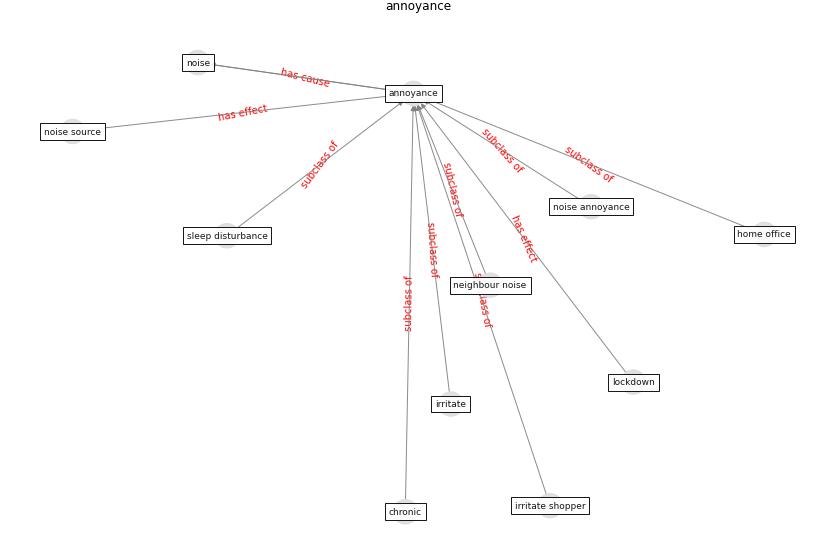 annoyance
noise
has cause
annoyance
has effect
noise source
subclass of
subclass of
subclass of
subclass of
noise annoyance
has effect
home office
sleep disturbance
subclass of
neighbour noise
subclass of
subclass of
lockdown
irritate
chronic
irritate shopper